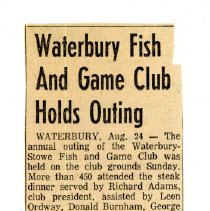 Waterbury Fish
And Game Club
Holds Outing
WATERBURY, Aug. 24 — The
annual outing of the Waterbury-
Stowe Fish and Game Club was
held on the club grounds Sunday.
More than 450 attended the steak
dinner served by Richard Adams,
club president, assisted by Leon
Ordway, Donald Burnham, George